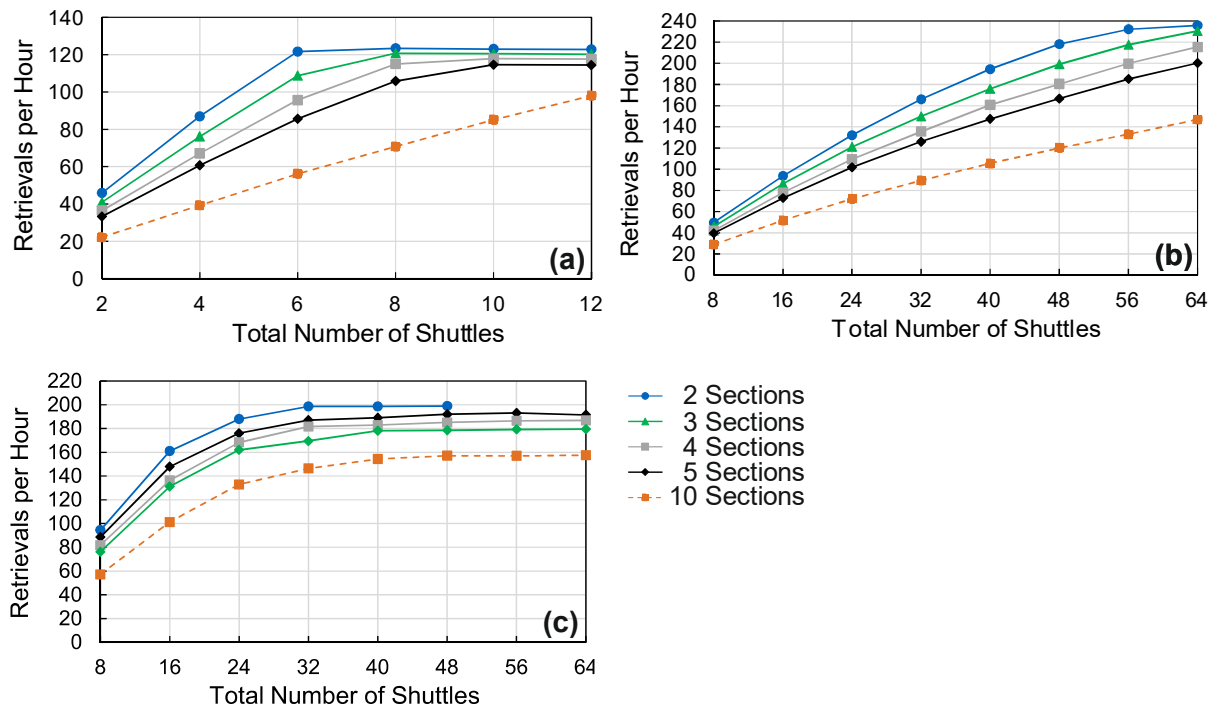 140
120
100
80
60
40
20
0
Retrievals per Hour
2 4 6 8 10 12
Total Number of Shuttles
(a)
240
220
200
180
160
140
120
100
80
60
40
20
0
Retrievals per Hour
8 16 24 32 40 48 56 64
Total Number of Shuttles
(b)
220
200
180
160
140
120
100
80
60
40
20
0
Retrievals per Hour
8 16 24 32 40 48 56 64
Total Number of Shuttles
(c)
2 Sections
3 Sections
4 Sections
5 Sections
10 Sections